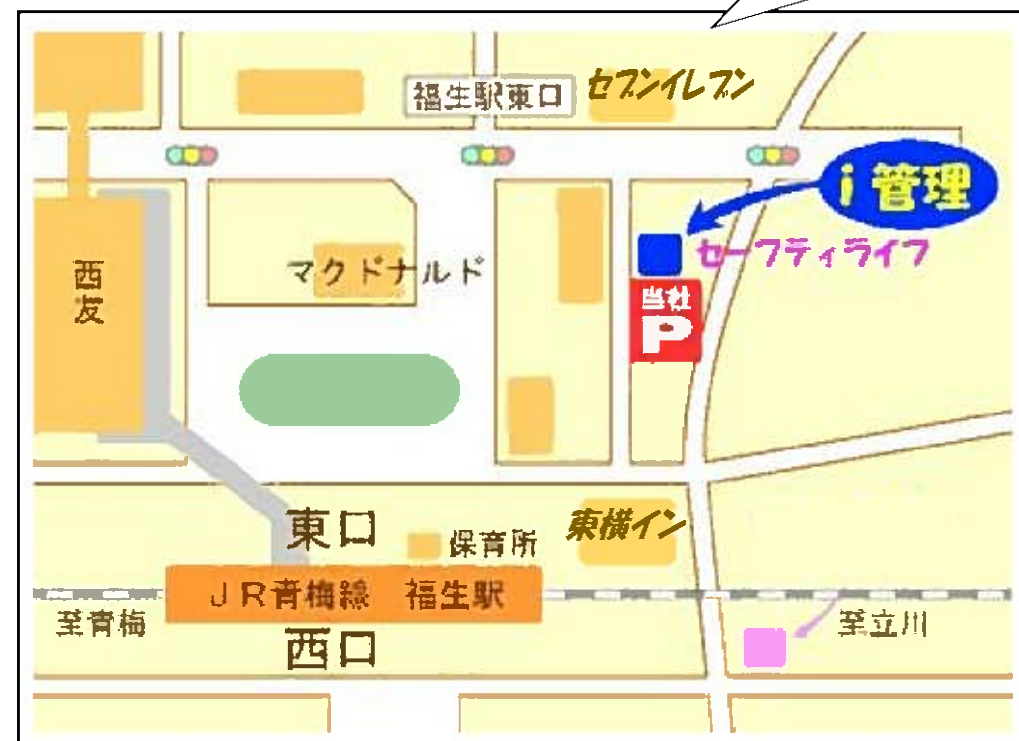 福生駅東口
セブンイレブン
i 管理
セーフティライフ
西友
マクドナルド
当社
P
東口
保育所
東横イン
JR青梅線 福生駅
至青梅
至立川
西口